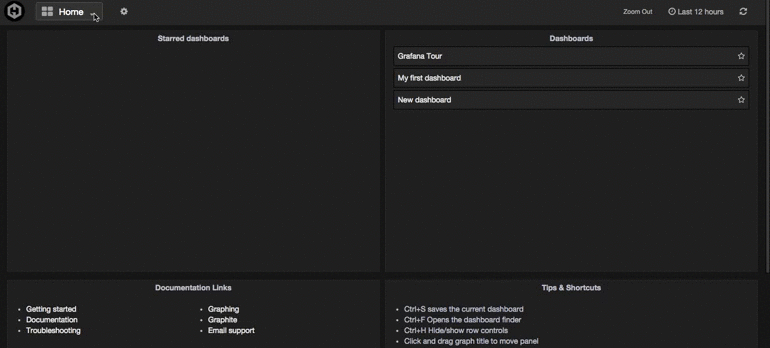 Home
Zoom Out
Last 12 hours
Starred dashboards
Dashboards
Grafana Tour
My first dashboard
New dashboard
Documentation Links
Getting started
Documentation
Troubleshooting
Graphing
Graphite
Email support
Tips & Shortcuts
Ctrl+S saves the current dashboard
Ctrl+F Opens the dashboard finder
Ctrl+H Hide/show row controls
Click and drag graph title to move panel